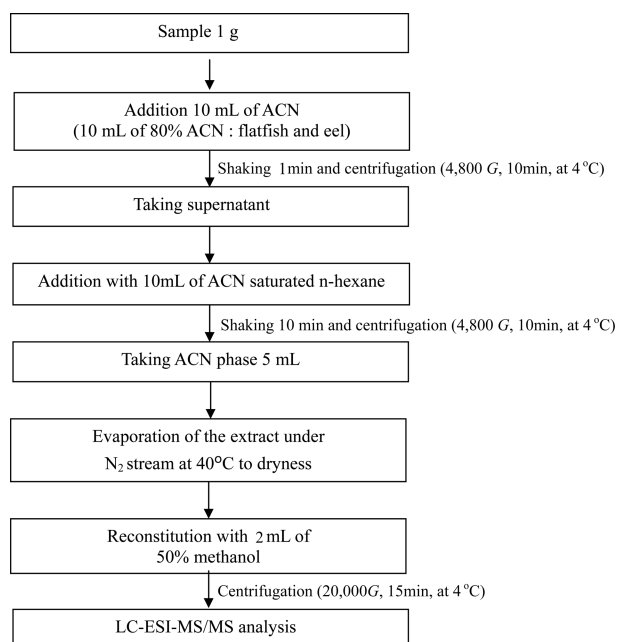 Sample 1 g
Addition 10 mL of ACN
(10 mL of 80% ACN : flatfish and eel)
Shaking 1min and centrifugation (4,800 G, 10min, at 4 °C)
Taking supernatant
Addition with 10mL of ACN saturated n-hexane
Shaking 10 min and centrifugation (4,800 G, 10min, at 4 °C)
Taking ACN phase 5 mL
Evaporation of the extract under
N₂ stream at 40°C to dryness
Reconstitution with 2 mL of
50% methanol
Centrifugation (20,000G, 15min, at 4 °C)
LC-ESI-MS/MS analysis